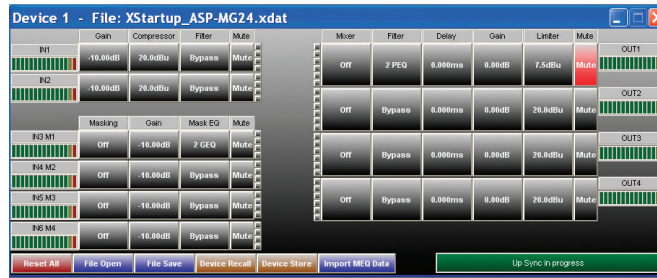 Device 1 - File: XStartup_ASP-MG24.xdat
Gain Compressor Filter Mute
IN1 -10.00dB 20.0dBu Bypass Mute
IN2 -10.00dB 20.0dBu Bypass Mute
Masking Gain Mask EQ Mute
IN3 M1 Off -10.00dB 2 GEQ Mute
IN4 M2 Off -10.00dB Bypass Mute
IN5 M3 Off -10.00dB Bypass Mute
IN6 M4 Off -10.00dB Bypass Mute
Mixer Filter Delay Gain Limiter Mute
Off 2 PEQ 0.000ms 0.00dB 7.5dBu Mute OUT1
Off Bypass 0.000ms 0.00dB 20.0dBu Mute OUT2
Off Bypass 0.000ms 0.00dB 20.0dBu Mute OUT3
Off Bypass 0.000ms 0.00dB 20.0dBu Mute OUT4
Reset All File Open File Save Device Recall Device Store Import MEQ Data Up Sync in progress